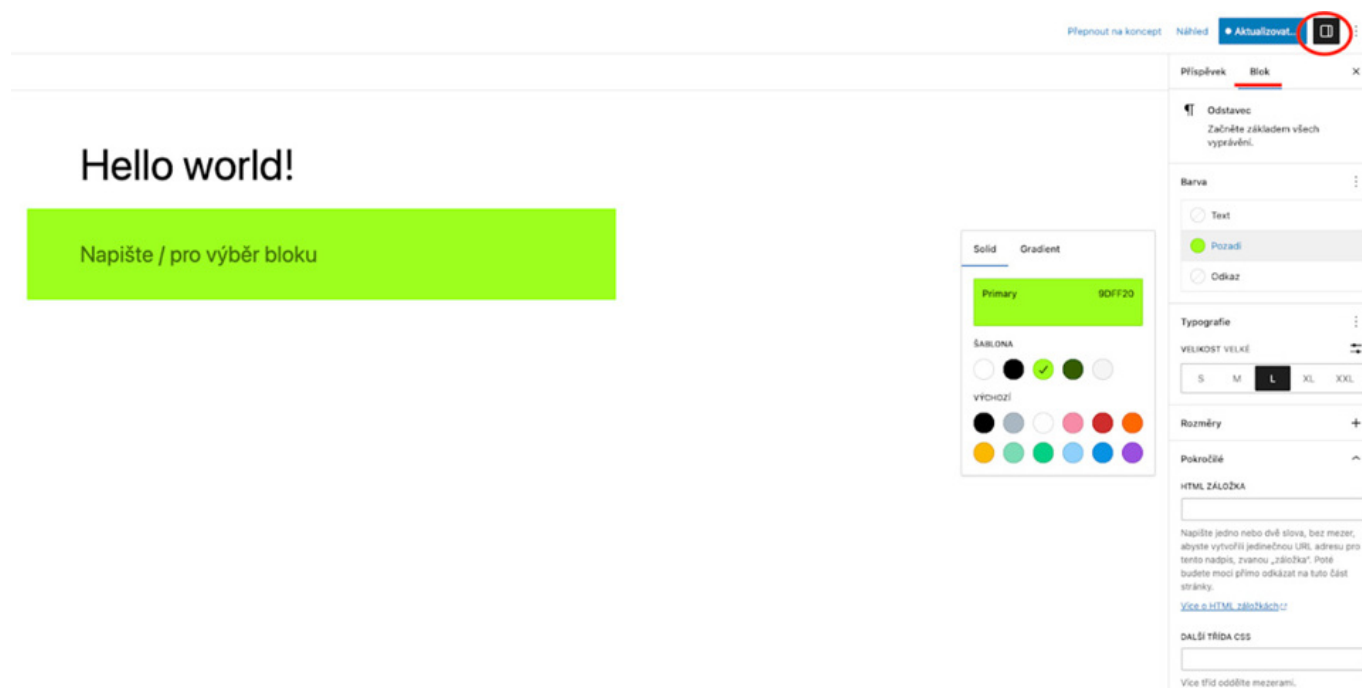 Přepnout na koncept Náhled Aktualizovat...
Příspěvek Blok
Odstavec
Začněte základem všech
vyprávění.
Hello world!
Napište / pro výběr bloku
Barva
Text
Pozadí
Odkaz
Solid Gradient
Primary 9DFF20
ŠABLONA
VÝCHOZÍ
Typografie
VELIKOST VELKÉ
S M L XL XXL
Rozměry
Pokročilé
HTML ZÁLOŽKA
Napište jedno nebo dvě slova, bez mezer,
abyste vytvořili jedinečnou URL adresu pro
tento nadpis, zvanou „záložka“. Poté
budete moci přímo odkázat na tuto část
stránky.
Více o HTML záložkách
DALŠÍ TŘÍDA CSS
Více tříd oddělte mezerami.